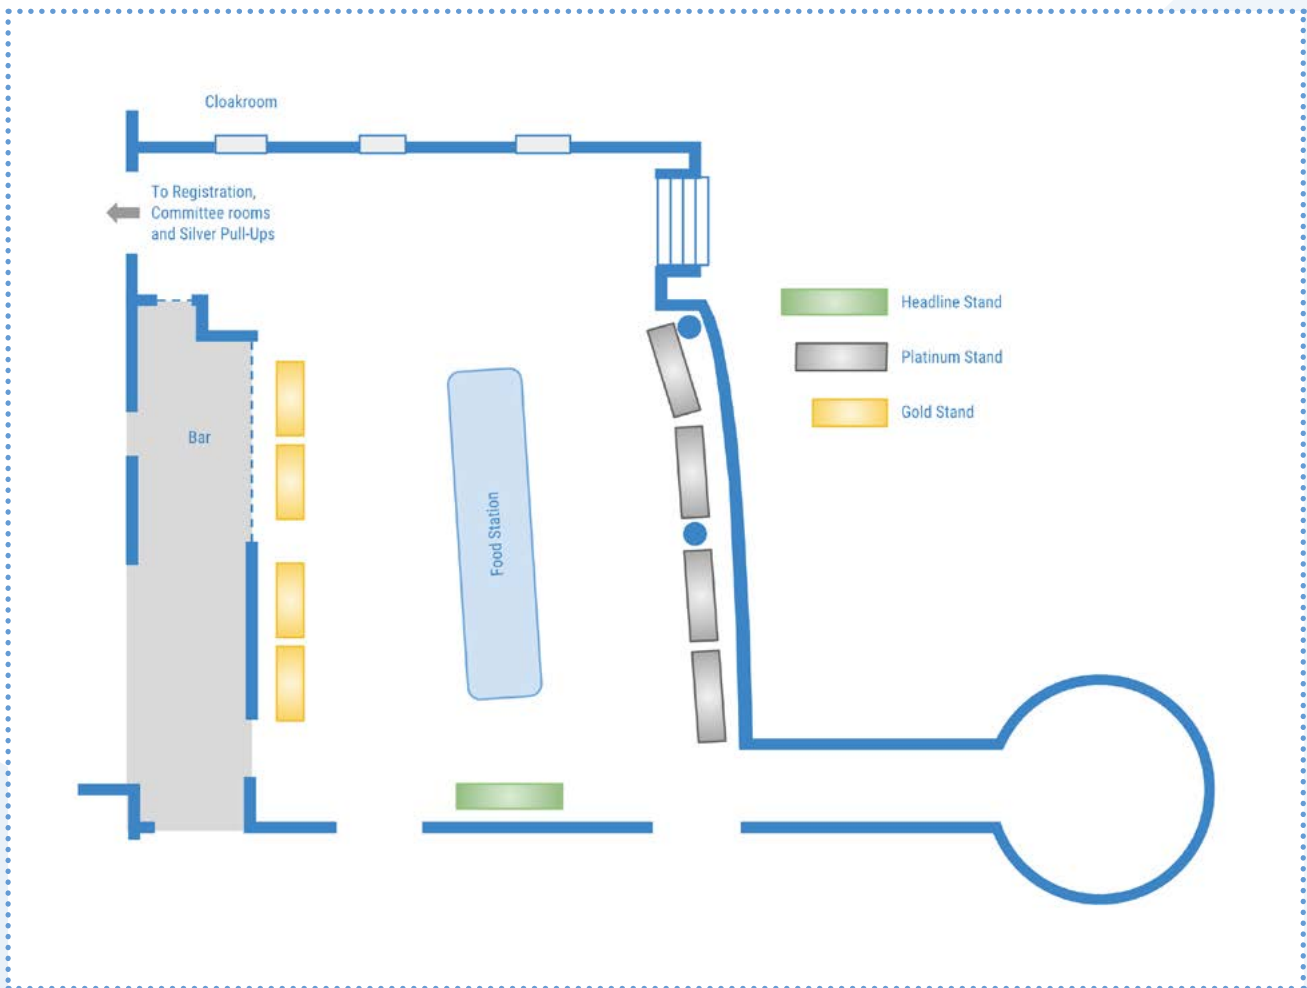 Cloakroom
To Registration,
Committee rooms
and Silver Pull-Ups
Headline Stand
Platinum Stand
Gold Stand
Bar
Food Station